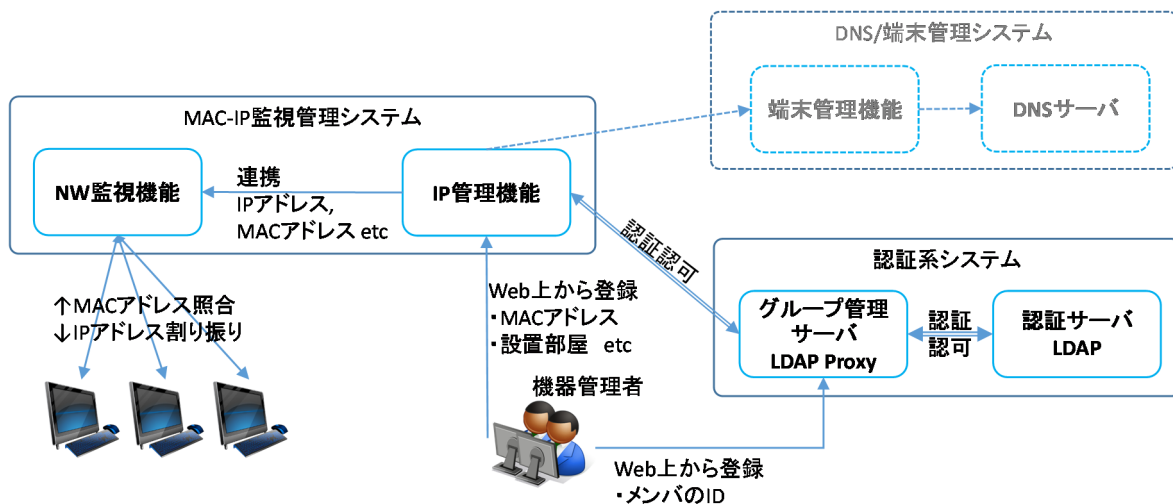 DNS/端末管理システム
端末管理機能
DNSサーバ
MAC-IP監視管理システム
NW監視機能
連携
IPアドレス,
MACアドレス etc
IP管理機能
認証認可
認証系システム
グループ管理
サーバ
LDAP Proxy
認証
認可
認証サーバ
LDAP
↑MACアドレス照合
↓IPアドレス割り振り
Web上から登録
・MACアドレス
・設置部屋 etc
機器管理者
Web上から登録
・メンバのID